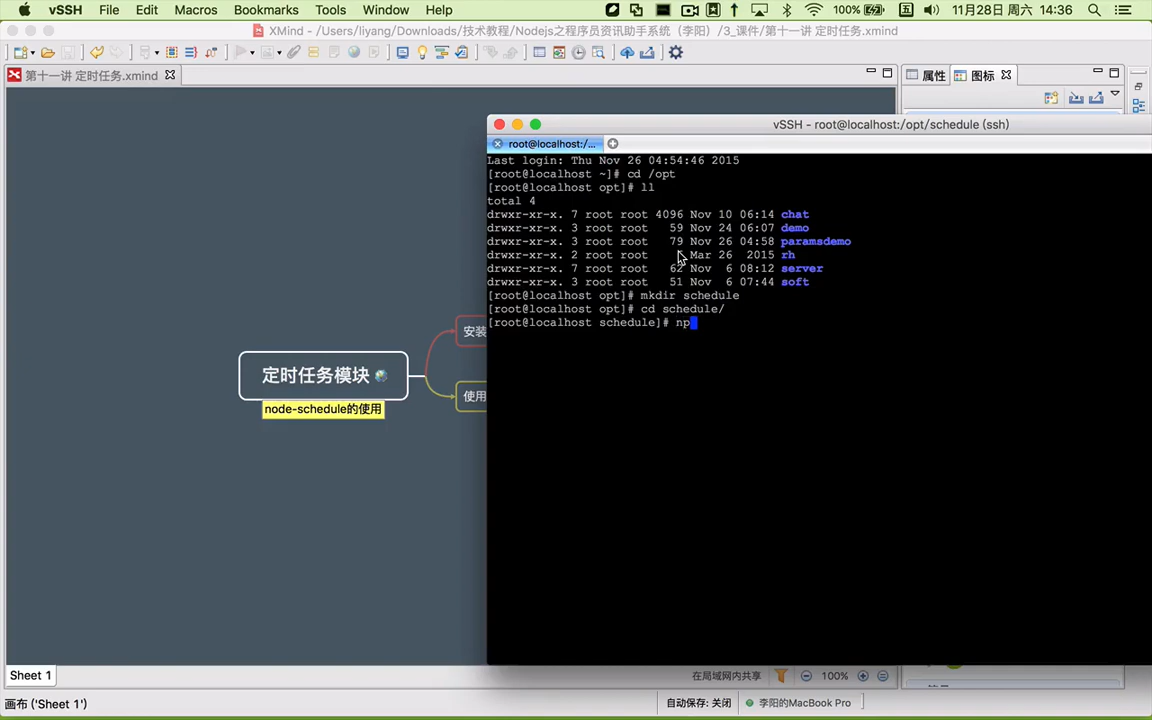 vSSH File Edit Macros Bookmarks Tools Window Help 100% 五 11月28日 周六 14:36
XMind - /Users/liyang/Downloads/技术教程/Nodejs之程序员资讯助手系统（李阳）/3_课件/第十一讲 定时任务.xmind
第十一讲 定时任务.xmind
属性 图标
vSSH - root@localhost:/opt/schedule (ssh)
root@localhost:/...
Last login: Thu Nov 26 04:54:46 2015
[root@localhost ~]# cd /opt
[root@localhost opt]# ll
total 4
drwxr-xr-x. 7 root root 4096 Nov 10 06:14 chat
drwxr-xr-x. 3 root root 59 Nov 24 06:07 demo
drwxr-xr-x. 3 root root 79 Nov 26 04:58 paramsdemo
drwxr-xr-x. 2 root root Mar 26 2015 rh
drwxr-xr-x. 7 root root 62 Nov 6 08:12 server
drwxr-xr-x. 3 root root 51 Nov 6 07:44 soft
[root@localhost opt]# mkdir schedule
[root@localhost opt]# cd schedule/
[root@localhost schedule]# np
安装
定时任务模块
使用
node-schedule的使用
Sheet 1
在局域网内共享 100%
画布 ('Sheet 1')
自动保存: 关闭 李阳的MacBook Pro